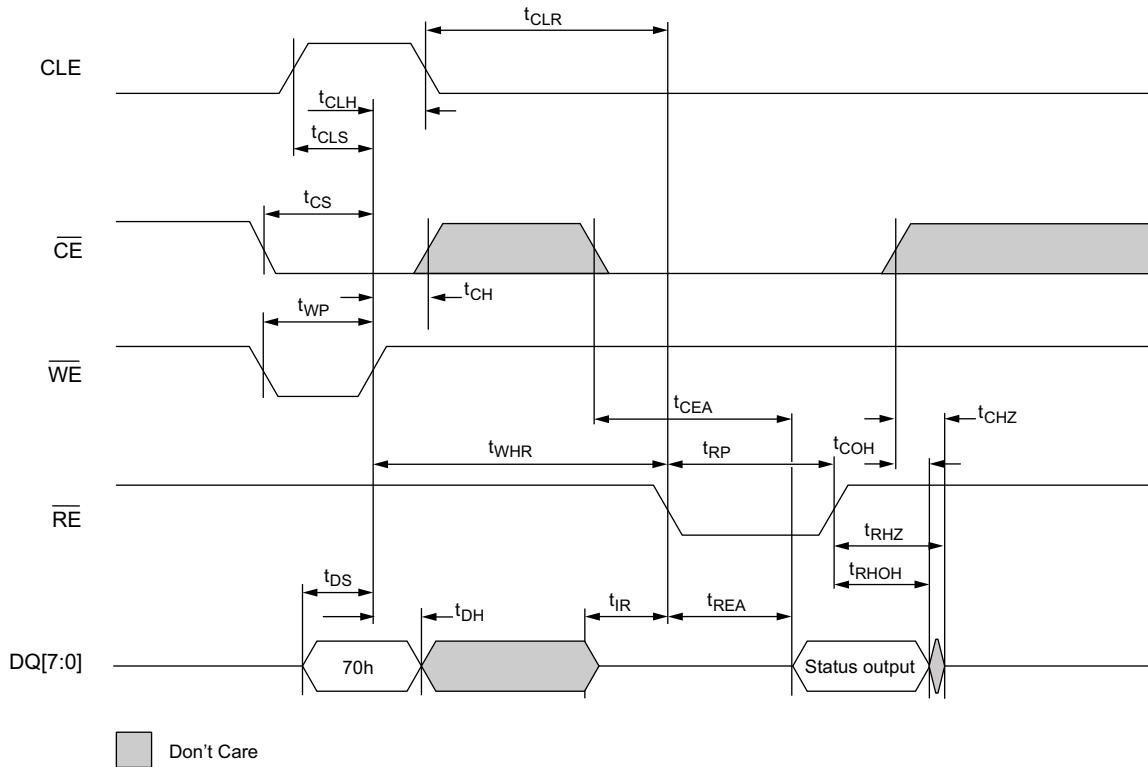 tCLR
CLE
tCLH
tCLS
tCS
CE
tCH
tWP
WE
tCEA
tCHZ
tCOH
tWHR
tRP
RE
tRHZ
tDS
tRHOH
tIR
tREA
tDH
DQ[7:0]
70h
Status output
Don't Care